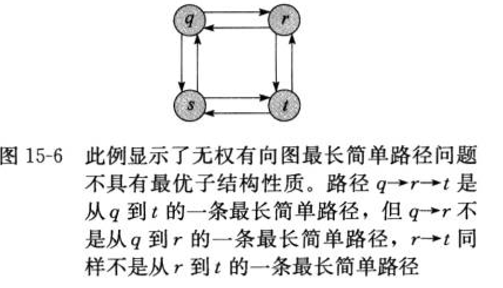 q r
s t
图 15-6 此例显示了无权有向图最长简单路径问题
不具有最优子结构性质。路径 q→r→t 是
从 q 到 t 的一条最长简单路径，但 q→r 不
是从 q 到 r 的一条最长简单路径，r→t 同
样不是从 r 到 t 的一条最长简单路径